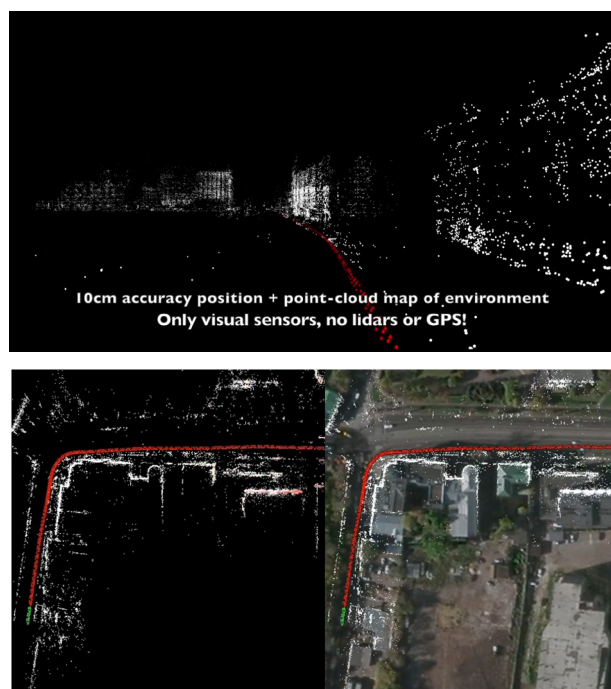 10cm accuracy position + point-cloud map of environment
Only visual sensors, no lidars or GPS!